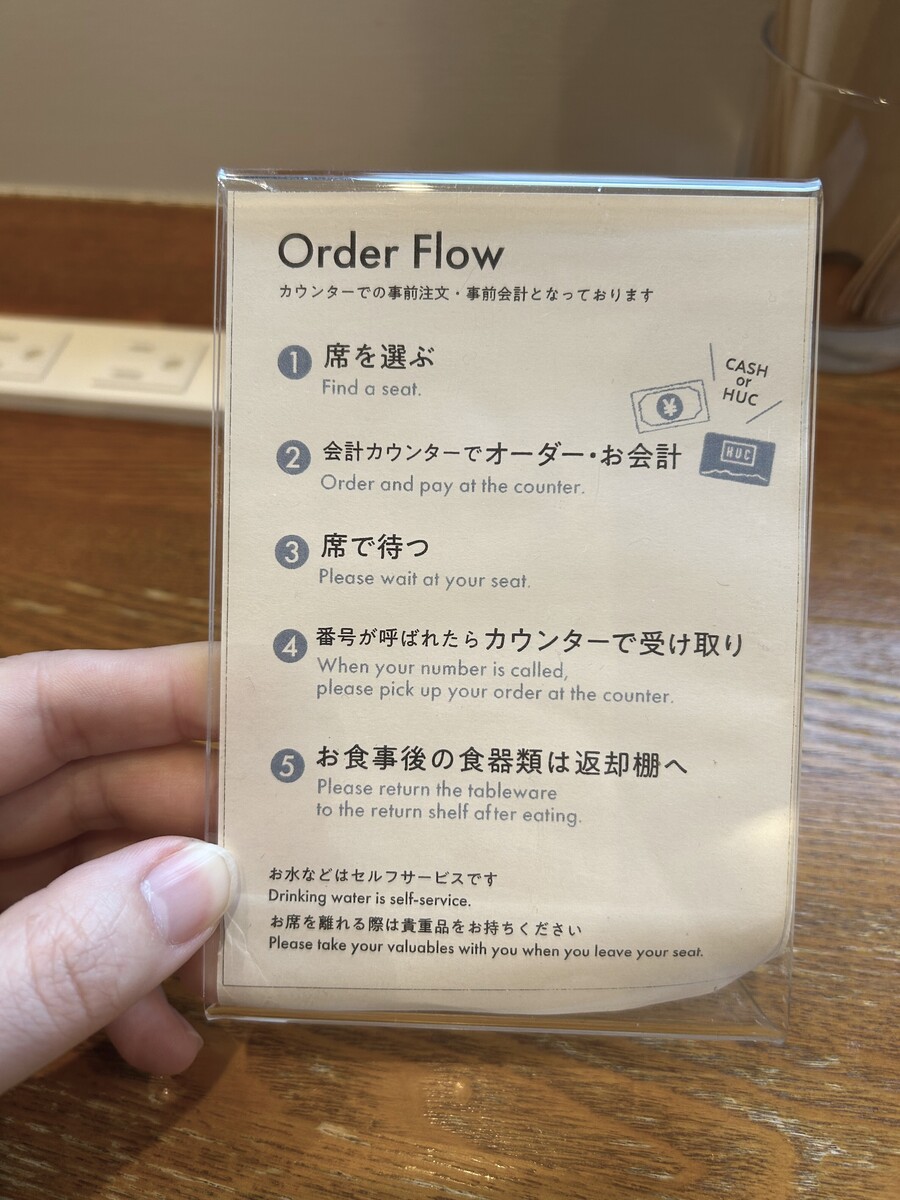 Order Flow
カウンターでの事前注文・事前会計となっております
1 席を選ぶ
Find a seat.
CASH
or
HUC
¥
HUC
2 会計カウンターでオーダー・お会計
Order and pay at the counter.
3 席で待つ
Please wait at your seat.
4 番号が呼ばれたらカウンターで受け取り
When your number is called,
please pick up your order at the counter.
5 お食事後の食器類は返却棚へ
Please return the tableware
to the return shelf after eating.
お水などはセルフサービスです
Drinking water is self-service.
お席を離れる際は貴重品をお持ちください
Please take your valuables with you when you leave your seat.